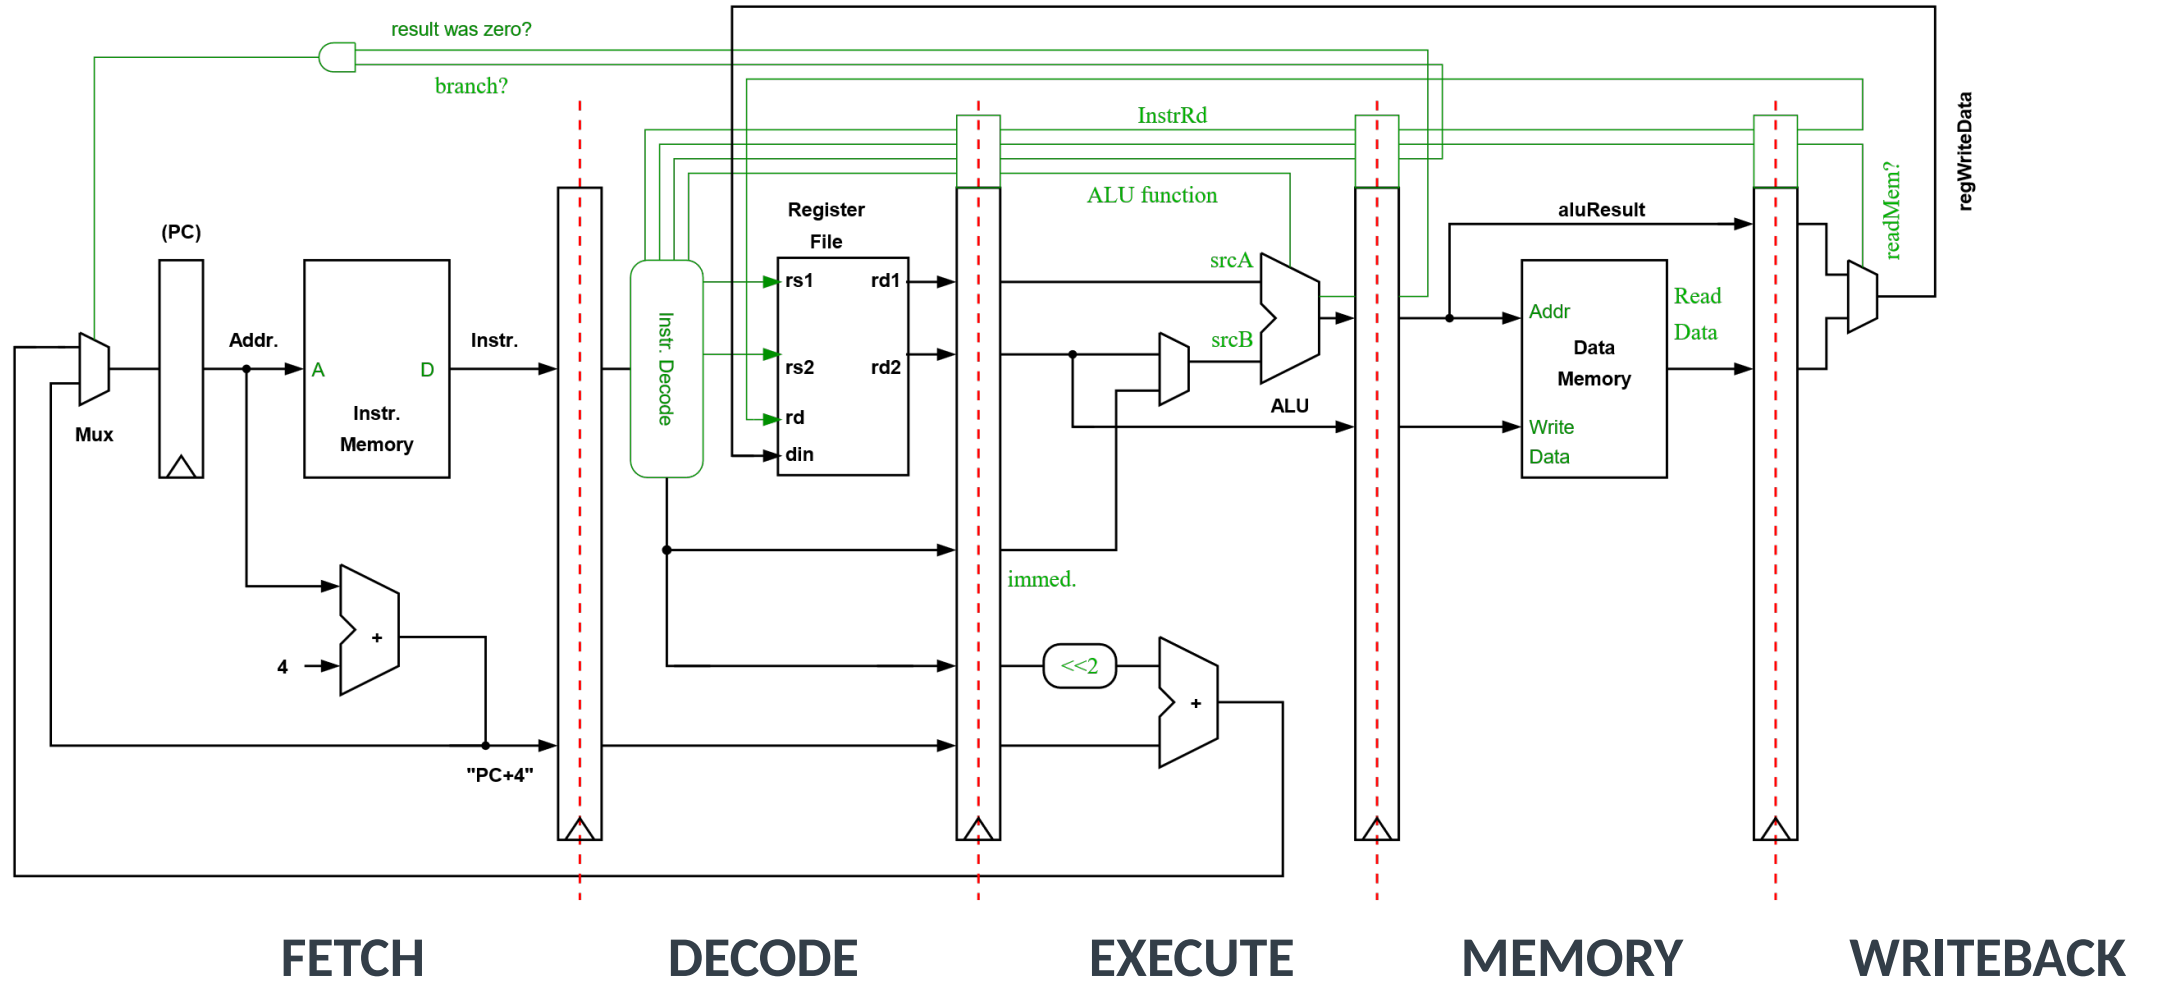 result was zero?
branch?
InstrRd
regWriteData
readMem?
ALU function
Register
File
aluResult
(PC)
srcA
rs1
rd1
Read
Data
Addr
Addr.
Instr.
srcB
Instr. Decode
Data
Memory
A
D
rs2
rd2
Instr.
Memory
ALU
rd
Mux
Write
Data
din
immed.
+
4
<<2
+
"PC+4"
FETCH
DECODE
EXECUTE
MEMORY
WRITEBACK